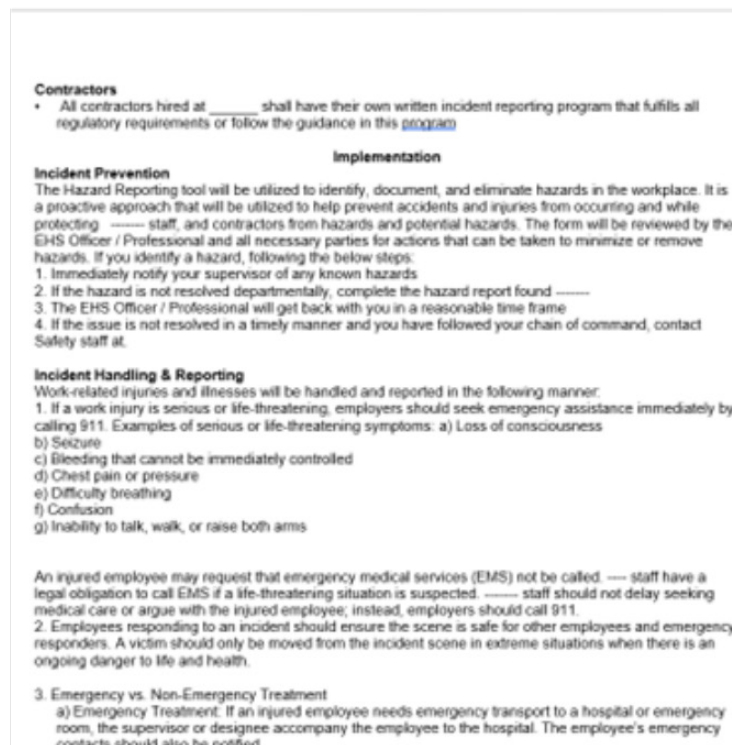 Contractors
• All contractors hired at ______ shall have their own written incident reporting program that fulfills all
regulatory requirements or follow the guidance in this program
Implementation
Incident Prevention
The Hazard Reporting tool will be utilized to identify, document, and eliminate hazards in the workplace. It is
a proactive approach that will be utilized to help prevent accidents and injuries from occurring and while
protecting ------- staff, and contractors from hazards and potential hazards. The form will be reviewed by the
EHS Officer / Professional and all necessary parties for actions that can be taken to minimize or remove
hazards. If you identify a hazard, following the below steps:
1. Immediately notify your supervisor of any known hazards
2. If the hazard is not resolved departmentally, complete the hazard report found -------
3. The EHS Officer / Professional will get back with you in a reasonable time frame
4. If the issue is not resolved in a timely manner and you have followed your chain of command, contact
Safety staff at.
Incident Handling & Reporting
Work-related injuries and illnesses will be handled and reported in the following manner:
1. If a work injury is serious or life-threatening, employers should seek emergency assistance immediately by
calling 911. Examples of serious or life-threatening symptoms: a) Loss of consciousness
b) Seizure
c) Bleeding that cannot be immediately controlled
d) Chest pain or pressure
e) Difficulty breathing
f) Confusion
g) Inability to talk, walk, or raise both arms
An injured employee may request that emergency medical services (EMS) not be called. ---- staff have a
legal obligation to call EMS if a life-threatening situation is suspected. ------- staff should not delay seeking
medical care or argue with the injured employee; instead, employers should call 911.
2. Employees responding to an incident should ensure the scene is safe for other employees and emergency
responders. A victim should only be moved from the incident scene in extreme situations when there is an
ongoing danger to life and health.
3. Emergency vs. Non-Emergency Treatment
a) Emergency Treatment: If an injured employee needs emergency transport to a hospital or emergency
room, the supervisor or designee accompany the employee to the hospital. The employee's emergency
contacts should also be notified